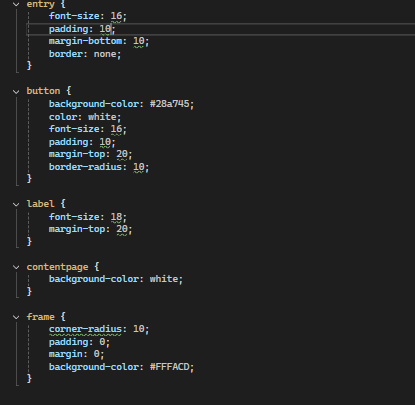 entry {
font-size: 16;
padding: 10;
margin-bottom: 10;
border: none;
}
button {
background-color: #28a745;
color: white;
font-size: 16;
padding: 10;
margin-top: 20;
border-radius: 10;
}
label {
font-size: 18;
margin-top: 20;
}
contentpage {
background-color: white;
}
frame {
corner-radius: 10;
padding: 0;
margin: 0;
background-color: #FFFACD;
}